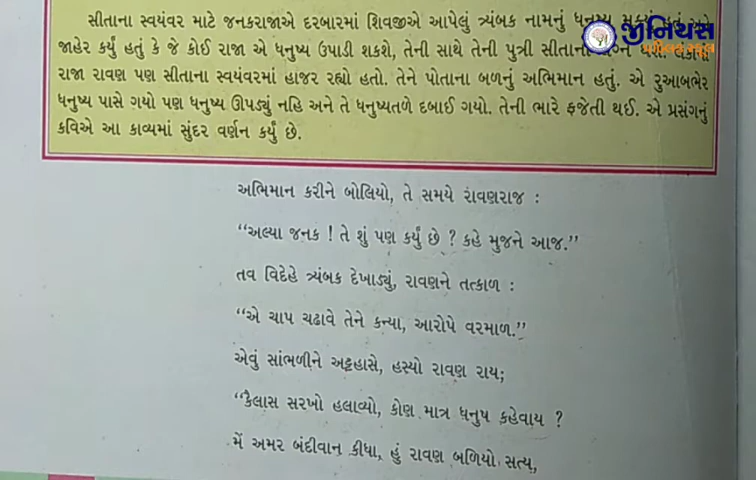 જીનિયસ
સીતાના સ્વયંવર માટે જનકરાજાએ દરબારમાં શિવજીએ આપેલું ત્ર્યંબક નામનું ધનુષ્ય
જાહેર કર્યું હતું કે જે કોઈ રાજા એ ધનુષ્ય ઉપાડી શકશે, તેની સાથે તેની પુત્રી સીતાના
રાજા રાવણ પણ સીતાના સ્વયંવરમાં હાજર રહ્યો હતો. તેને પોતાના બળનું અભિમાન હતું. એ રુઆબભેર
ધનુષ્ય પાસે ગયો પણ ધનુષ્ય ઊપડ્યું નહિ અને તે ધનુષ્યતળે દબાઈ ગયો. તેની ભારે ફજેતી થઈ. એ પ્રસંગનું
કવિએ આ કાવ્યમાં સુંદર વર્ણન કર્યું છે.
અભિમાન કરીને બોલિયો, તે સમયે રાવણરાજ :
“અલ્યા જનક ! તે શું પણ કર્યું છે ? કહે મુજને આજ.”
તવ વિદેહે ત્ર્યંબક દેખાડ્યું, રાવણને તત્કાળ :
“એ ચાપ ચઢાવે તેને કન્યા, આરોપે વરમાળ.”
એવું સાંભળીને અટ્ટહાસે, હસ્યો રાવણ રાય;
“કૈલાસ સરખો હલાવ્યો, કોણ માત્ર ધનુષ કહેવાય ?
મેં અમર બંદીવાન કીધા, હું રાવણ બળિયો સત્ય,